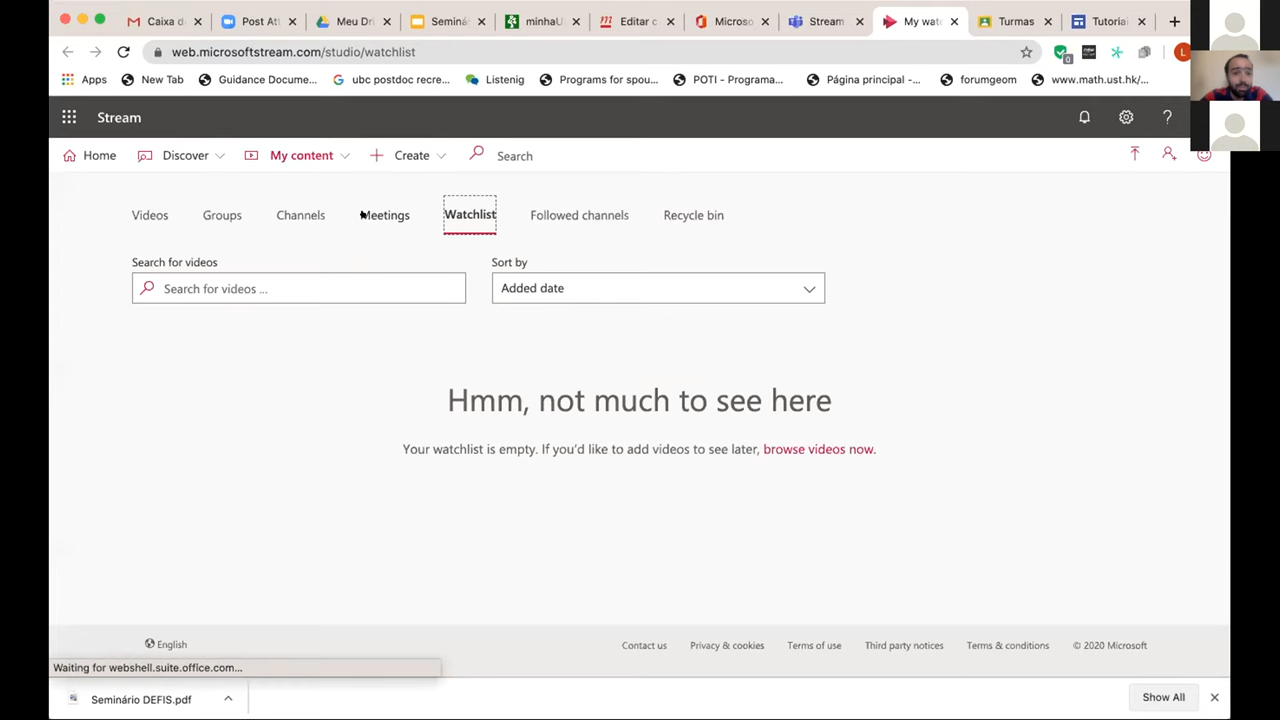 Caixa d
Post Att
Meu Dri
Seminá
minhaU
Editar c
Microso
Stream
My wat
Turmas
Tutoriai
web.microsoftstream.com/studio/watchlist
0
L
Apps
New Tab
Guidance Docume...
ubc postdoc recre...
Listenig
Programs for spou...
POTI - Programa...
Página principal -...
forumgeom
www.math.ust.hk/...
Stream
?
Home
Discover
My content
Create
Search
Videos
Groups
Channels
Meetings
Watchlist
Followed channels
Recycle bin
Search for videos
Sort by
Search for videos ...
Added date
Hmm, not much to see here
Your watchlist is empty. If you'd like to add videos to see later, browse videos now.
English
Contact us
Privacy & cookies
Terms of use
Third party notices
Terms & conditions
© 2020 Microsoft
Waiting for webshell.suite.office.com...
Seminário DEFIS.pdf
Show All